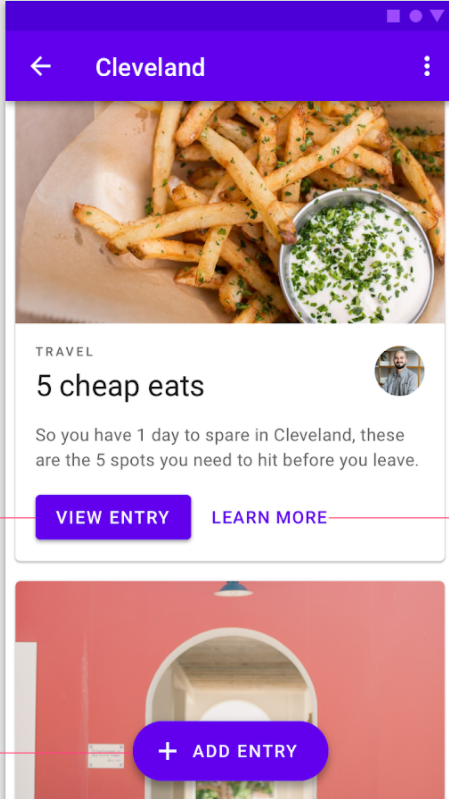 Cleveland
TRAVEL
5 cheap eats
So you have 1 day to spare in Cleveland, these
are the 5 spots you need to hit before you leave.
VIEW ENTRY
LEARN MORE
+ ADD ENTRY